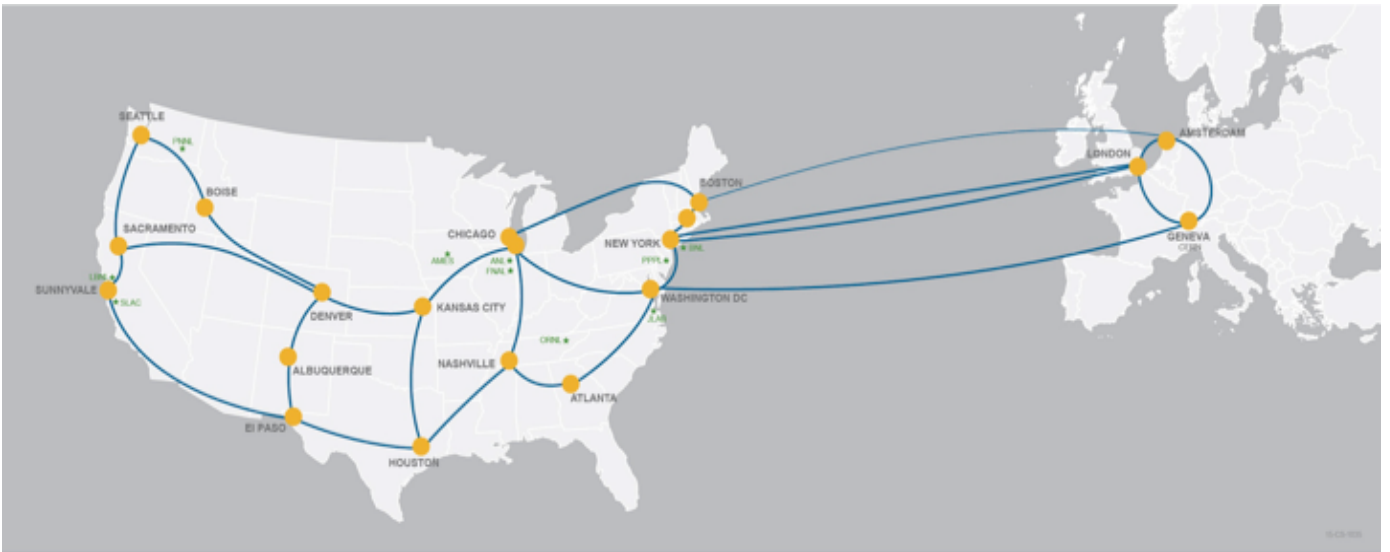 SEATTLE
PNNL
AMSTERDAM
LONDON
BOSTON
BOISE
SACRAMENTO
CHICAGO
NEW YORK
BNL
GENEVA
CERN
AMES
ANL
FNAL
PPPL
LBNL
SUNNYVALE
SLAC
WASHINGTON DC
KANSAS CITY
DENVER
JLAB
ORNL
NASHVILLE
ALBUQUERQUE
ATLANTA
El PASO
HOUSTON